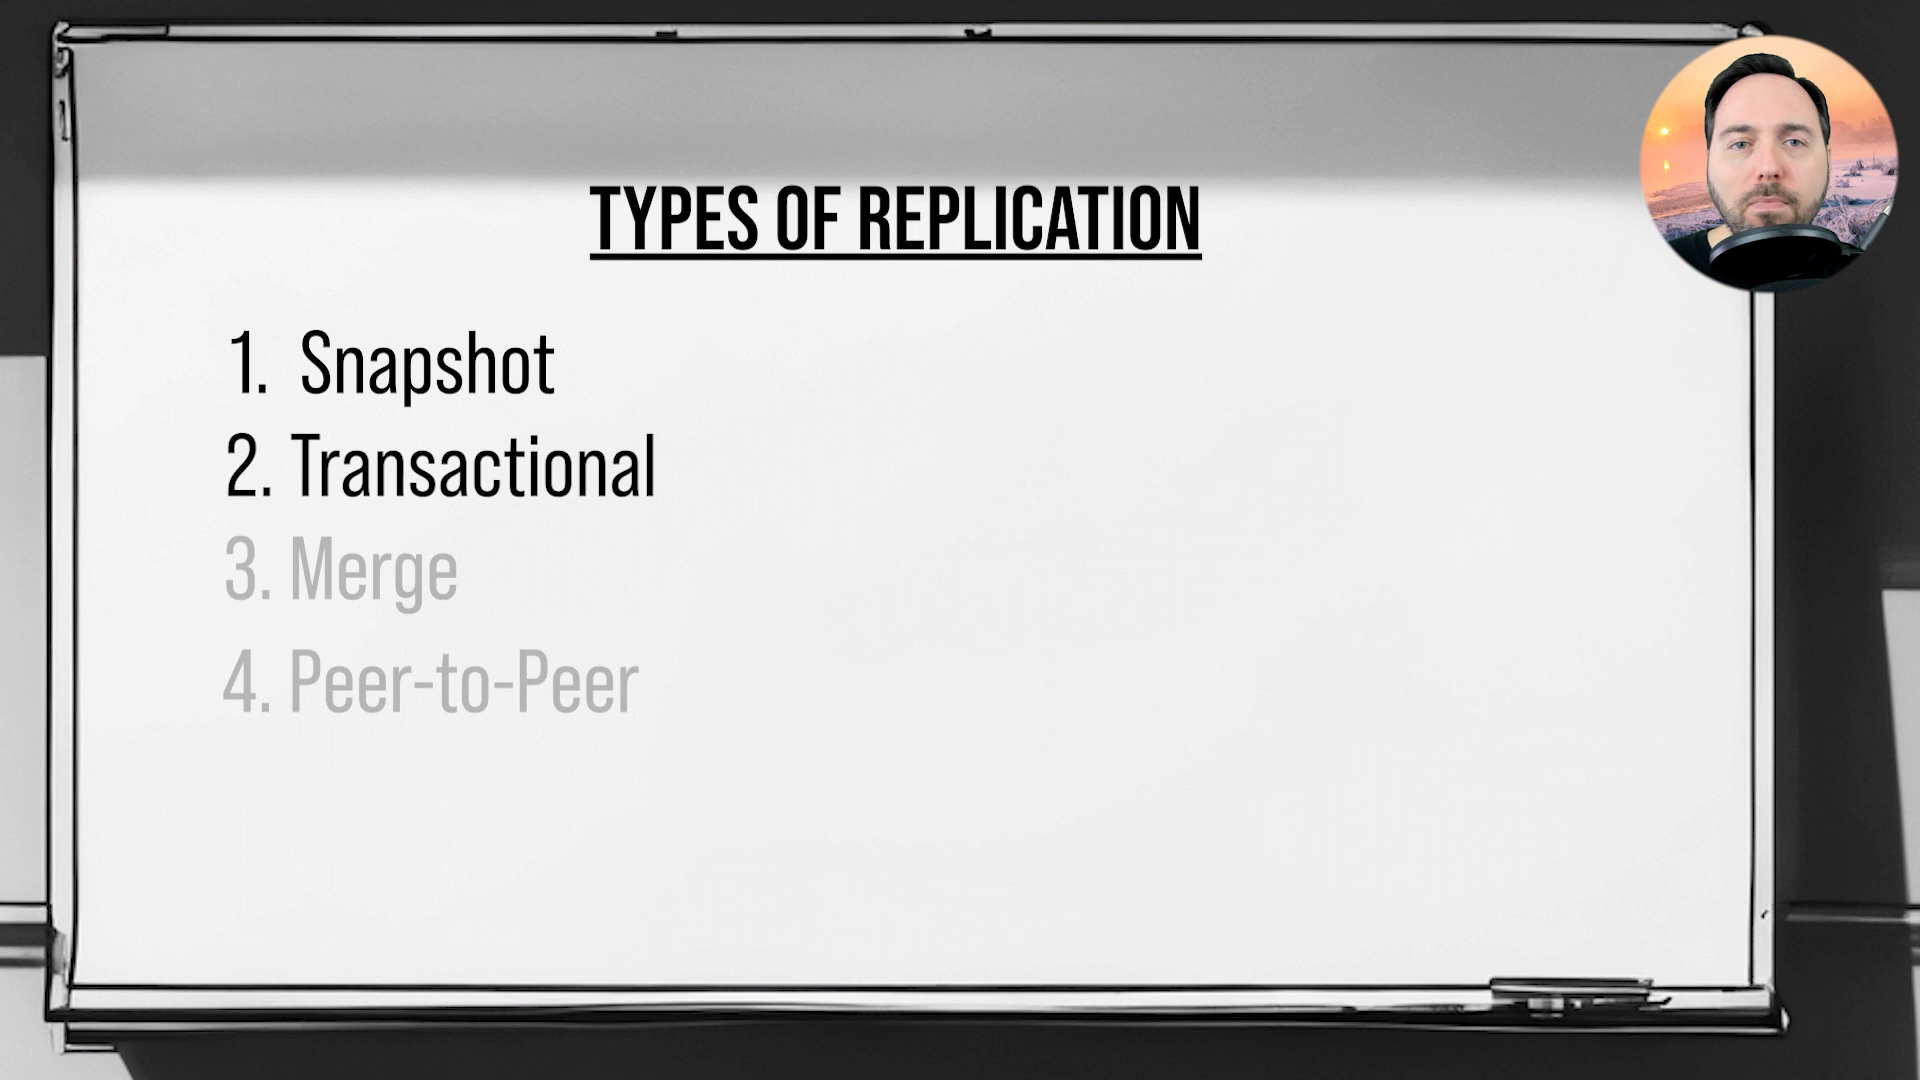 TYPES OF REPLICATION
1. Snapshot
2. Transactional
3. Merge
4. Peer-to-Peer